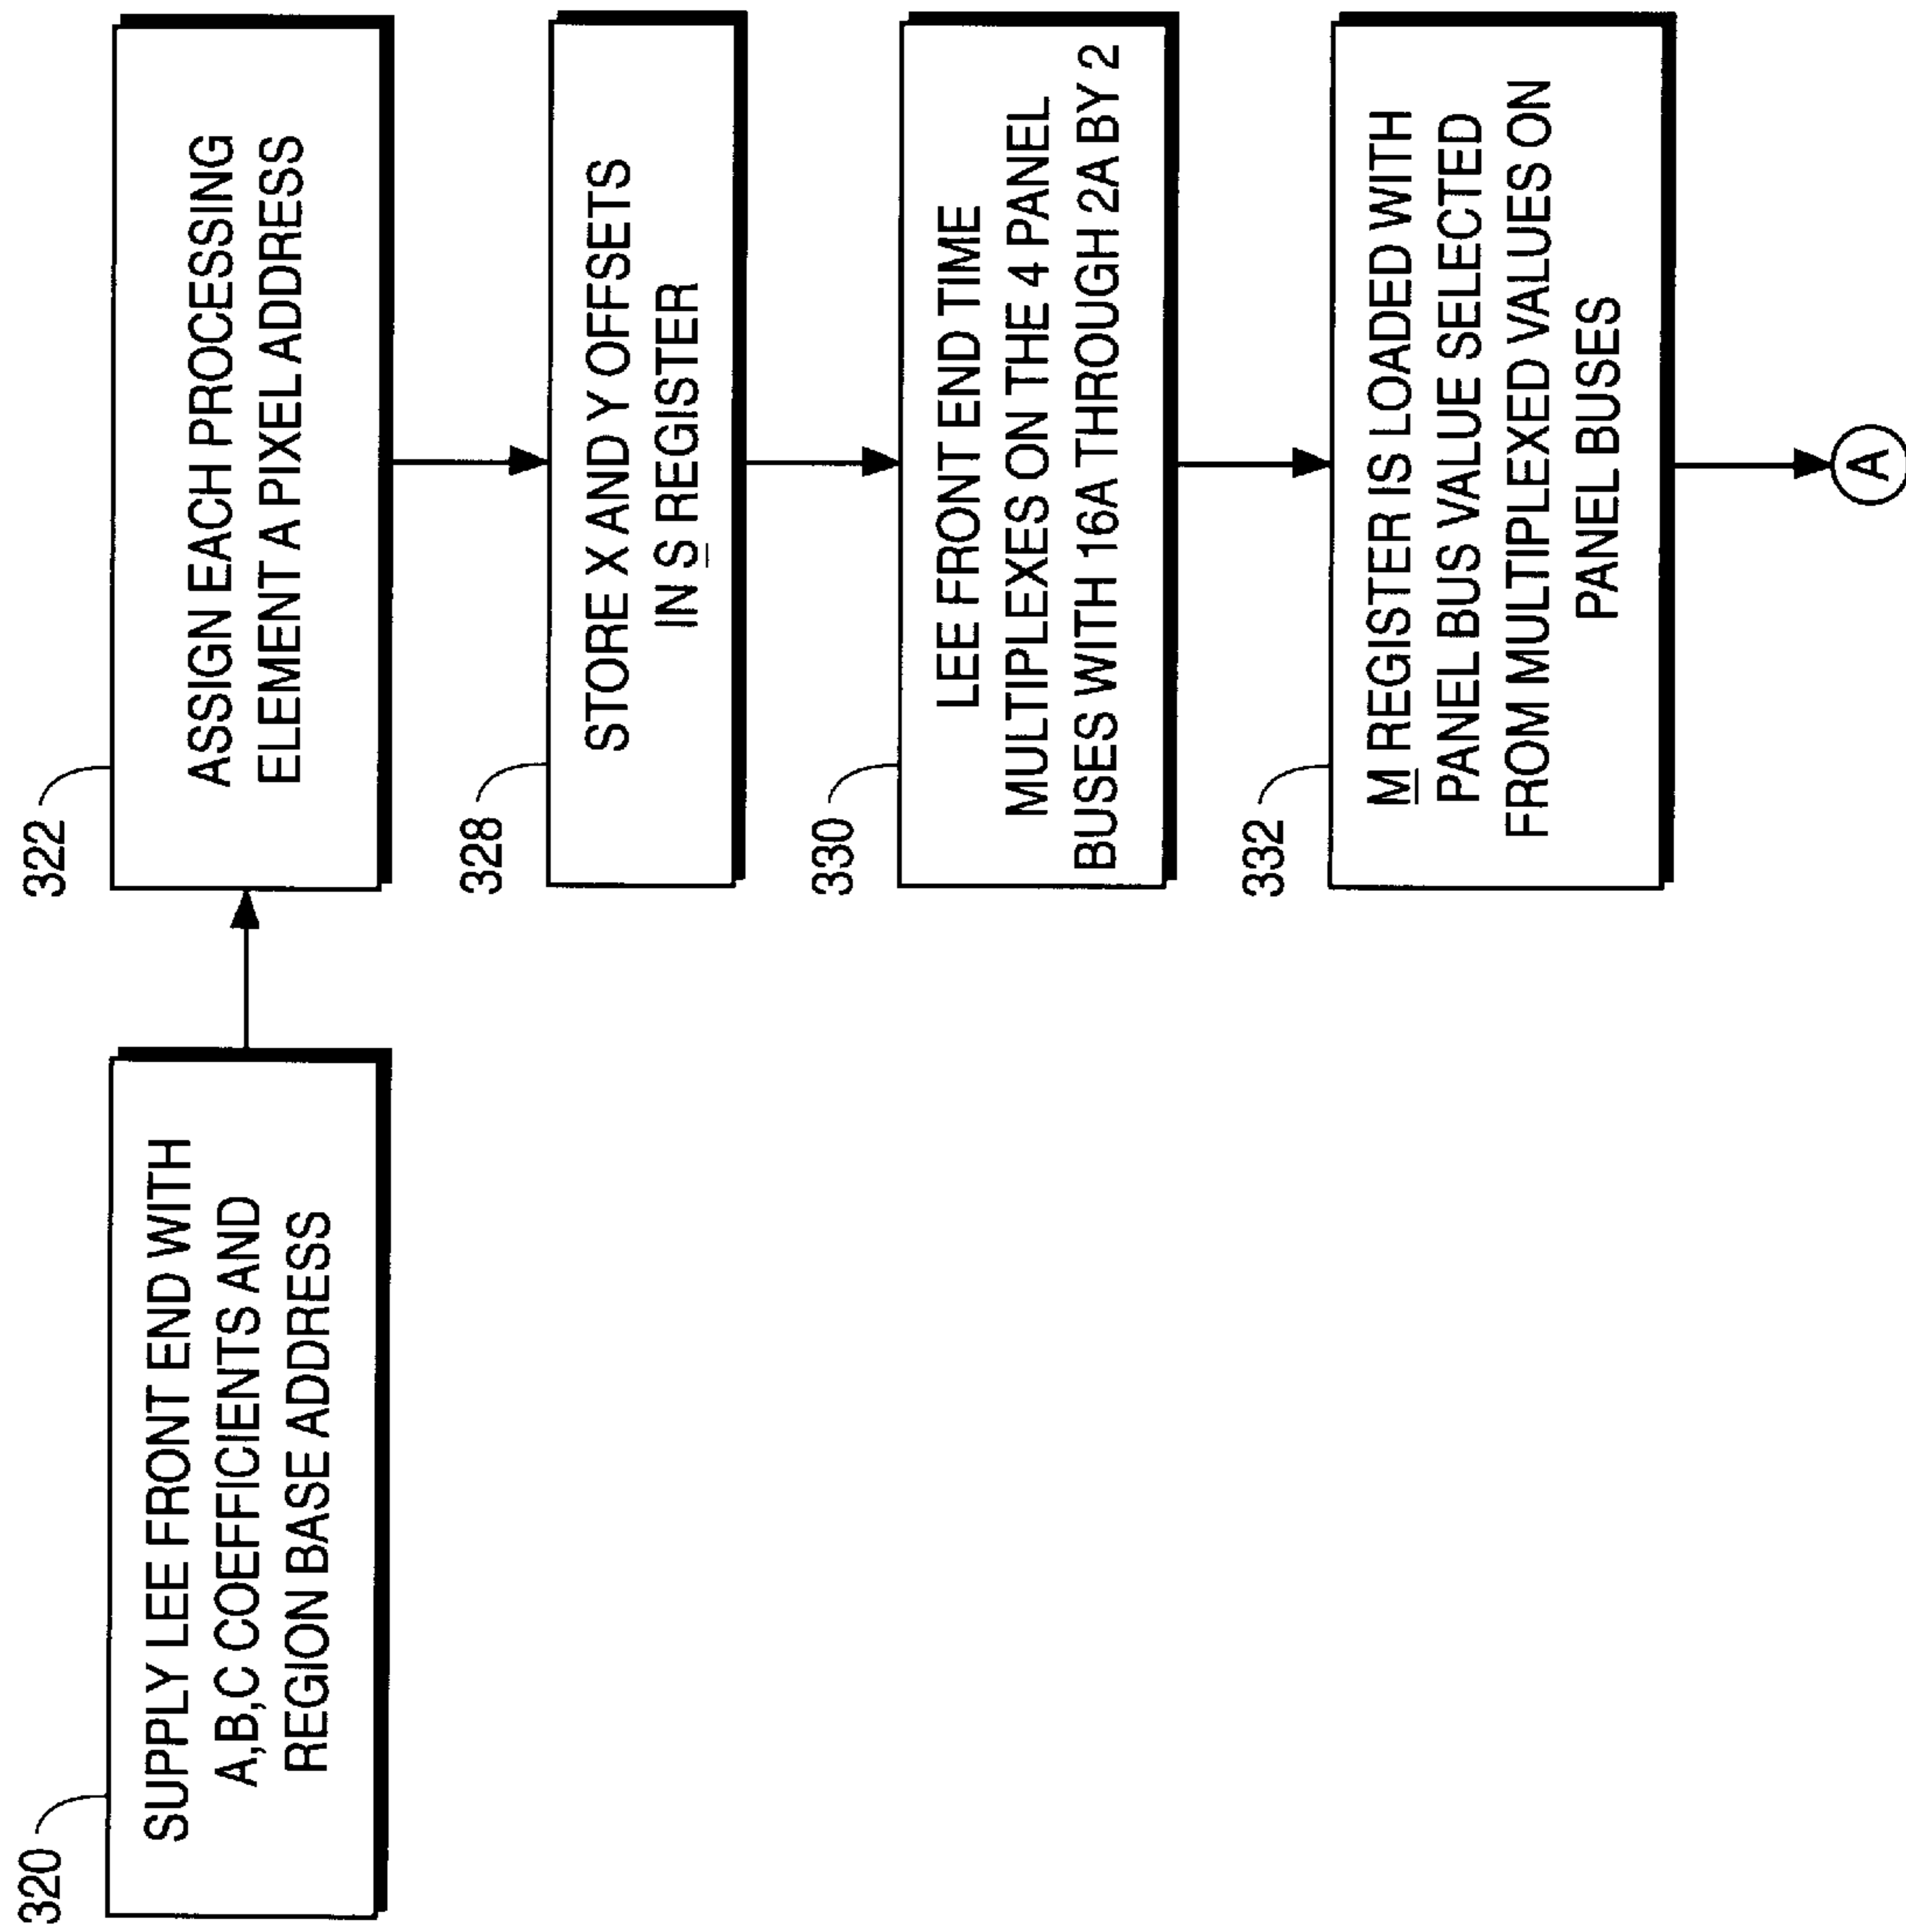 320
SUPPLY LEE FRONT END WITH
A,B,C COEFFICIENTS AND
REGION BASE ADDRESS
322
ASSIGN EACH PROCESSING
ELEMENT A PIXEL ADDRESS
328
STORE X AND Y OFFSETS
IN S REGISTER
330
LEE FRONT END TIME
MULTIPLEXES ON THE 4 PANEL
BUSES WITH 16A THROUGH 2A BY 2
332
M REGISTER IS LOADED WITH
PANEL BUS VALUE SELECTED
FROM MULTIPLEXED VALUES ON
PANEL BUSES
A